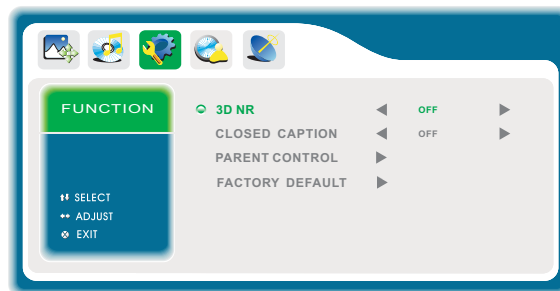 FUNCTION
3D NR OFF
CLOSED CAPTION OFF
PARENT CONTROL
FACTORY DEFAULT
SELECT
ADJUST
EXIT